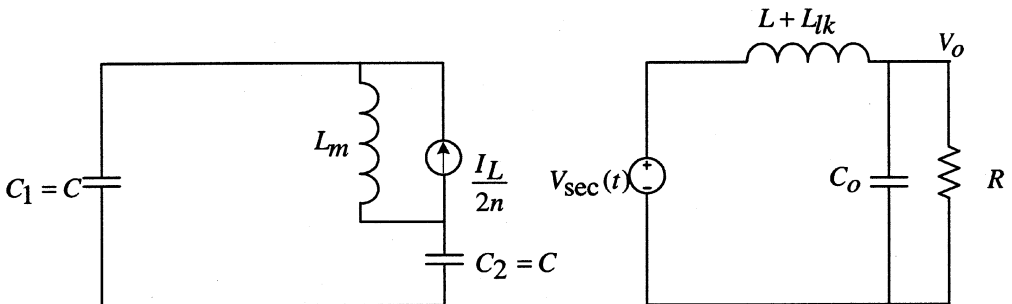 L + L_lk
V_o
L_m
I_L
2n
C_1 = C
C_2 = C
V_sec(t)
+
-
C_o
R